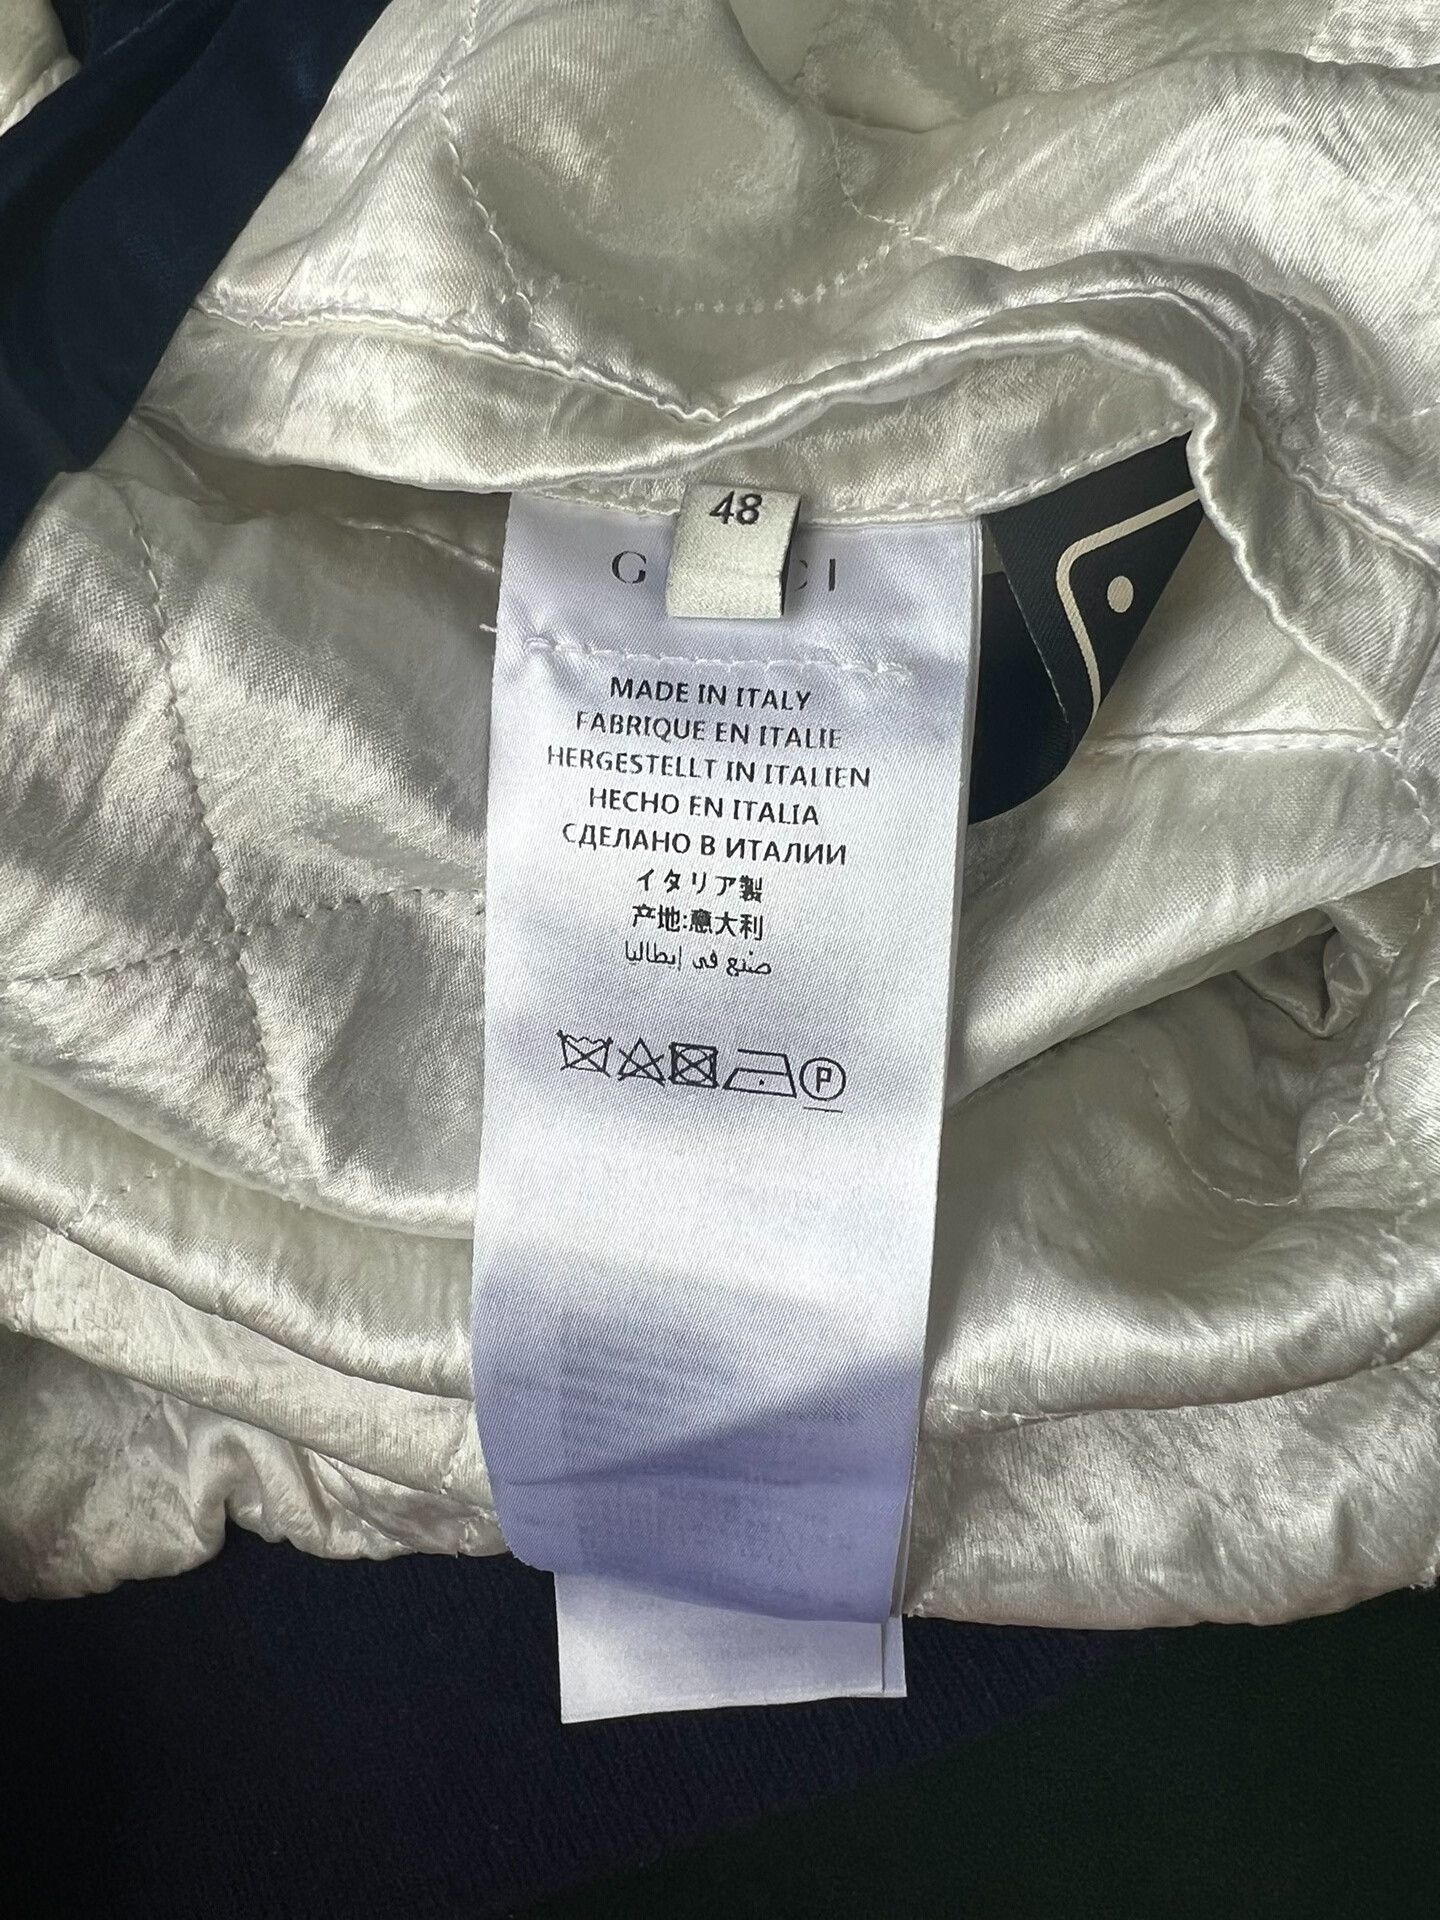 48
G CI
MADE IN ITALY
FABRIQUE EN ITALIE
HERGESTELLT IN ITALIEN
HECHO EN ITALIA
СДЕЛАНО В ИТАЛИИ
イタリア製
产地:意大利
صنع في إيطاليا
P